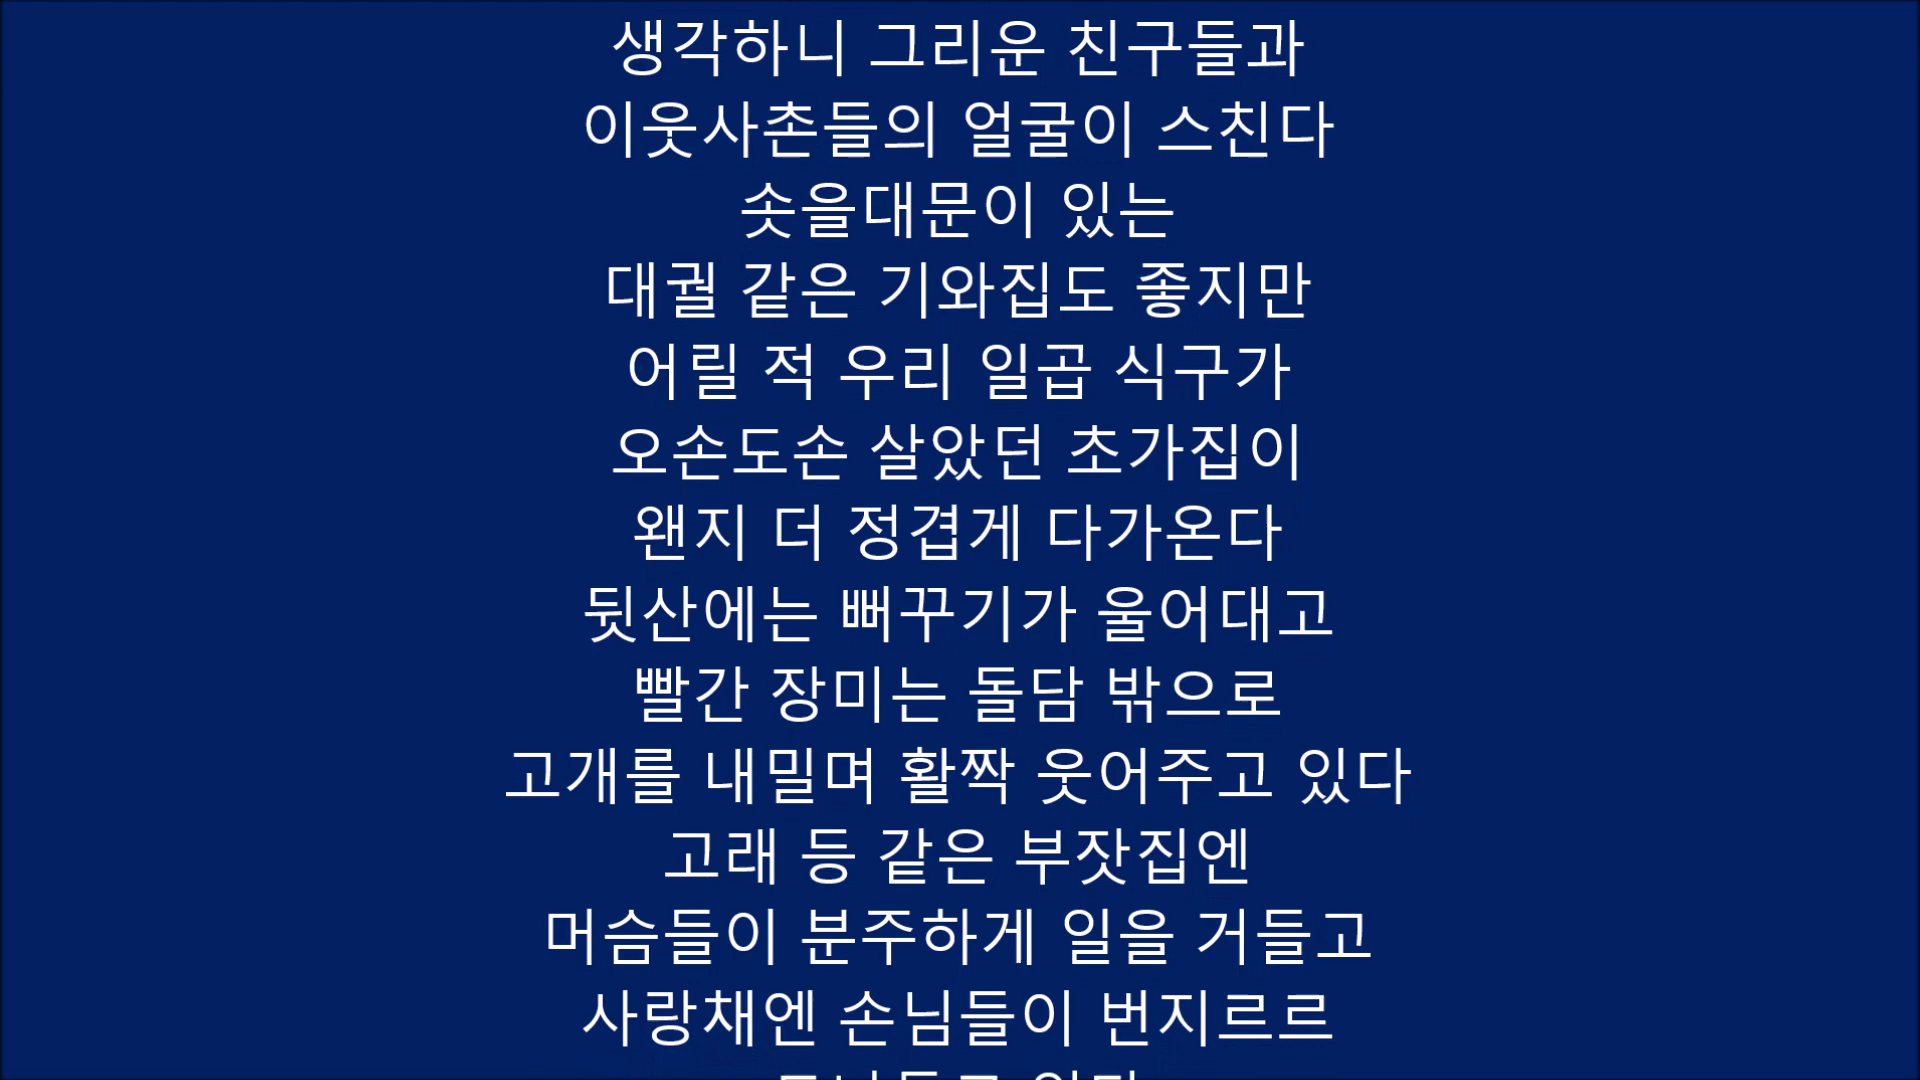 생각하니 그리운 친구들과
이웃사촌들의 얼굴이 스친다
솟을대문이 있는
대궐 같은 기와집도 좋지만
어릴 적 우리 일곱 식구가
오손도손 살았던 초가집이
왠지 더 정겹게 다가온다
뒷산에는 뻐꾸기가 울어대고
빨간 장미는 돌담 밖으로
고개를 내밀며 활짝 웃어주고 있다
고래 등 같은 부잣집엔
머슴들이 분주하게 일을 거들고
사랑채엔 손님들이 번지르르